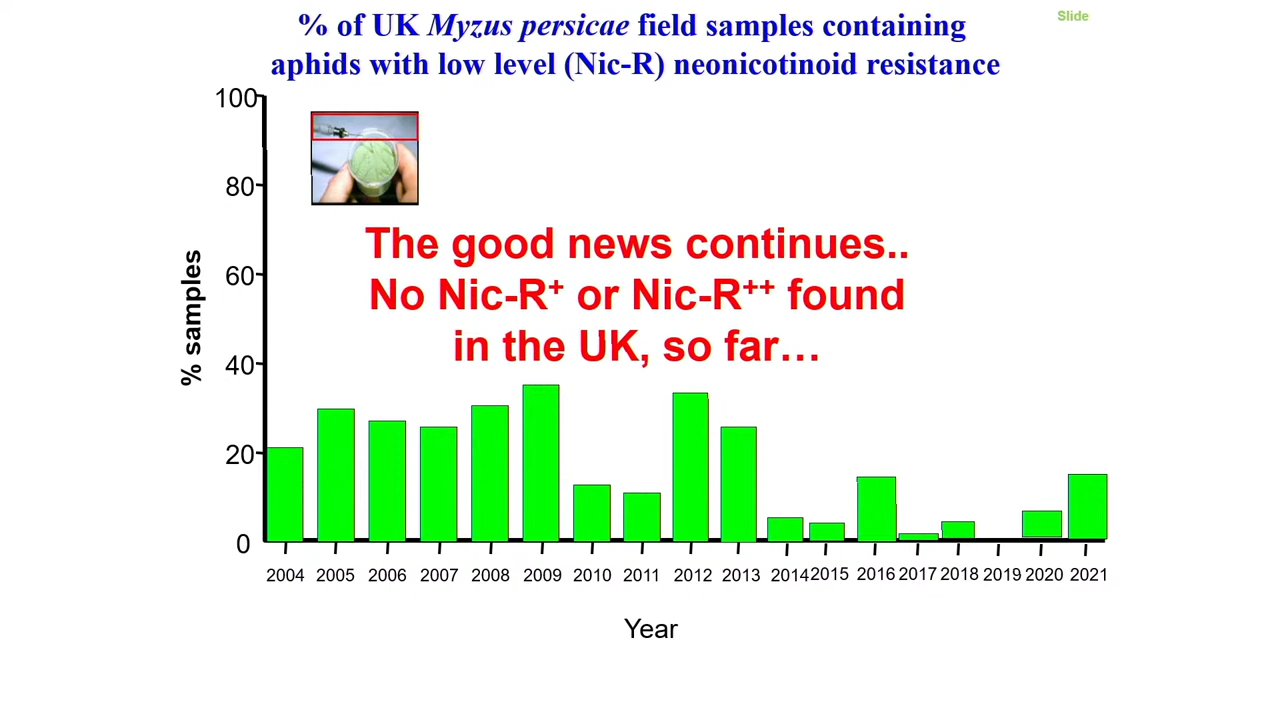 % of UK Myzus persicae field samples containing
aphids with low level (Nic-R) neonicotinoid resistance
Slide
100
80
60
40
20
0
% samples
The good news continues..
No Nic-R⁺ or Nic-R⁺⁺ found
in the UK, so far…
2004 2005 2006 2007 2008 2009 2010 2011 2012 2013 2014 2015 2016 2017 2018 2019 2020 2021
Year